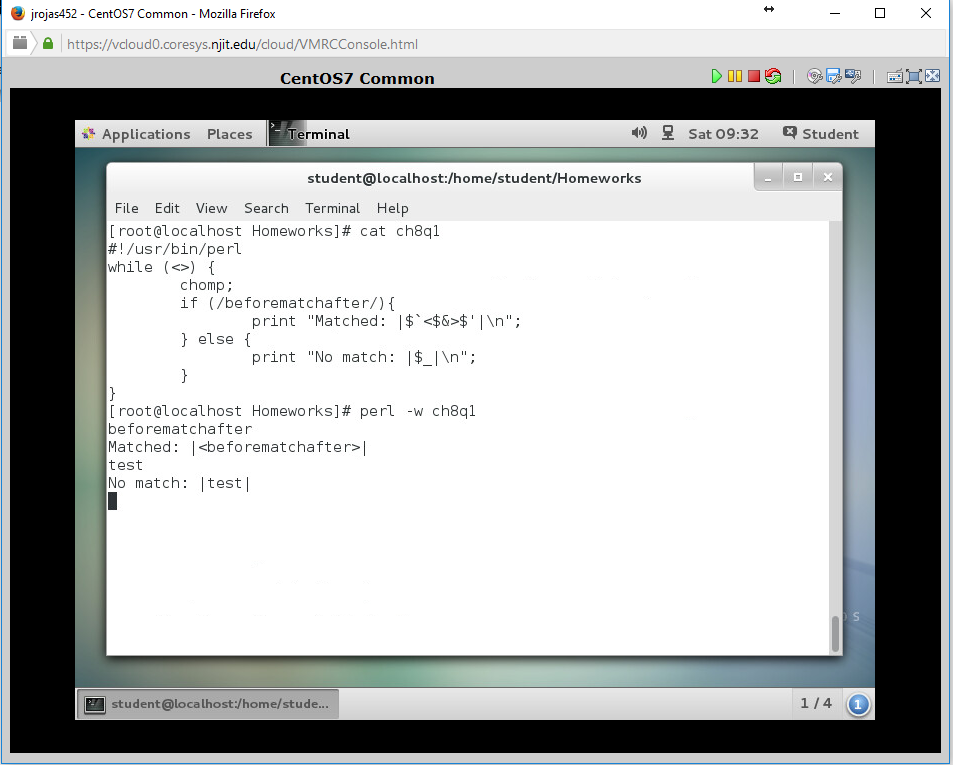 jrojas452 - CentOS7 Common - Mozilla Firefox
https://vcloud0.coresys.njit.edu/cloud/VMRCConsole.html
CentOS7 Common
Applications Places Terminal Sat 09:32 Student
student@localhost:/home/student/Homeworks
File Edit View Search Terminal Help
[root@localhost Homeworks]# cat ch8q1
#!/usr/bin/perl
while (<>) {
        chomp;
        if (/beforematchafter/){
                print "Matched: |$`<$&>$'|\n";
        } else {
                print "No match: |$_|\n";
        }
}
[root@localhost Homeworks]# perl -w ch8q1
beforematchafter
Matched: |<beforematchafter>|
test
No match: |test|
student@localhost:/home/stude... 1 / 4 1